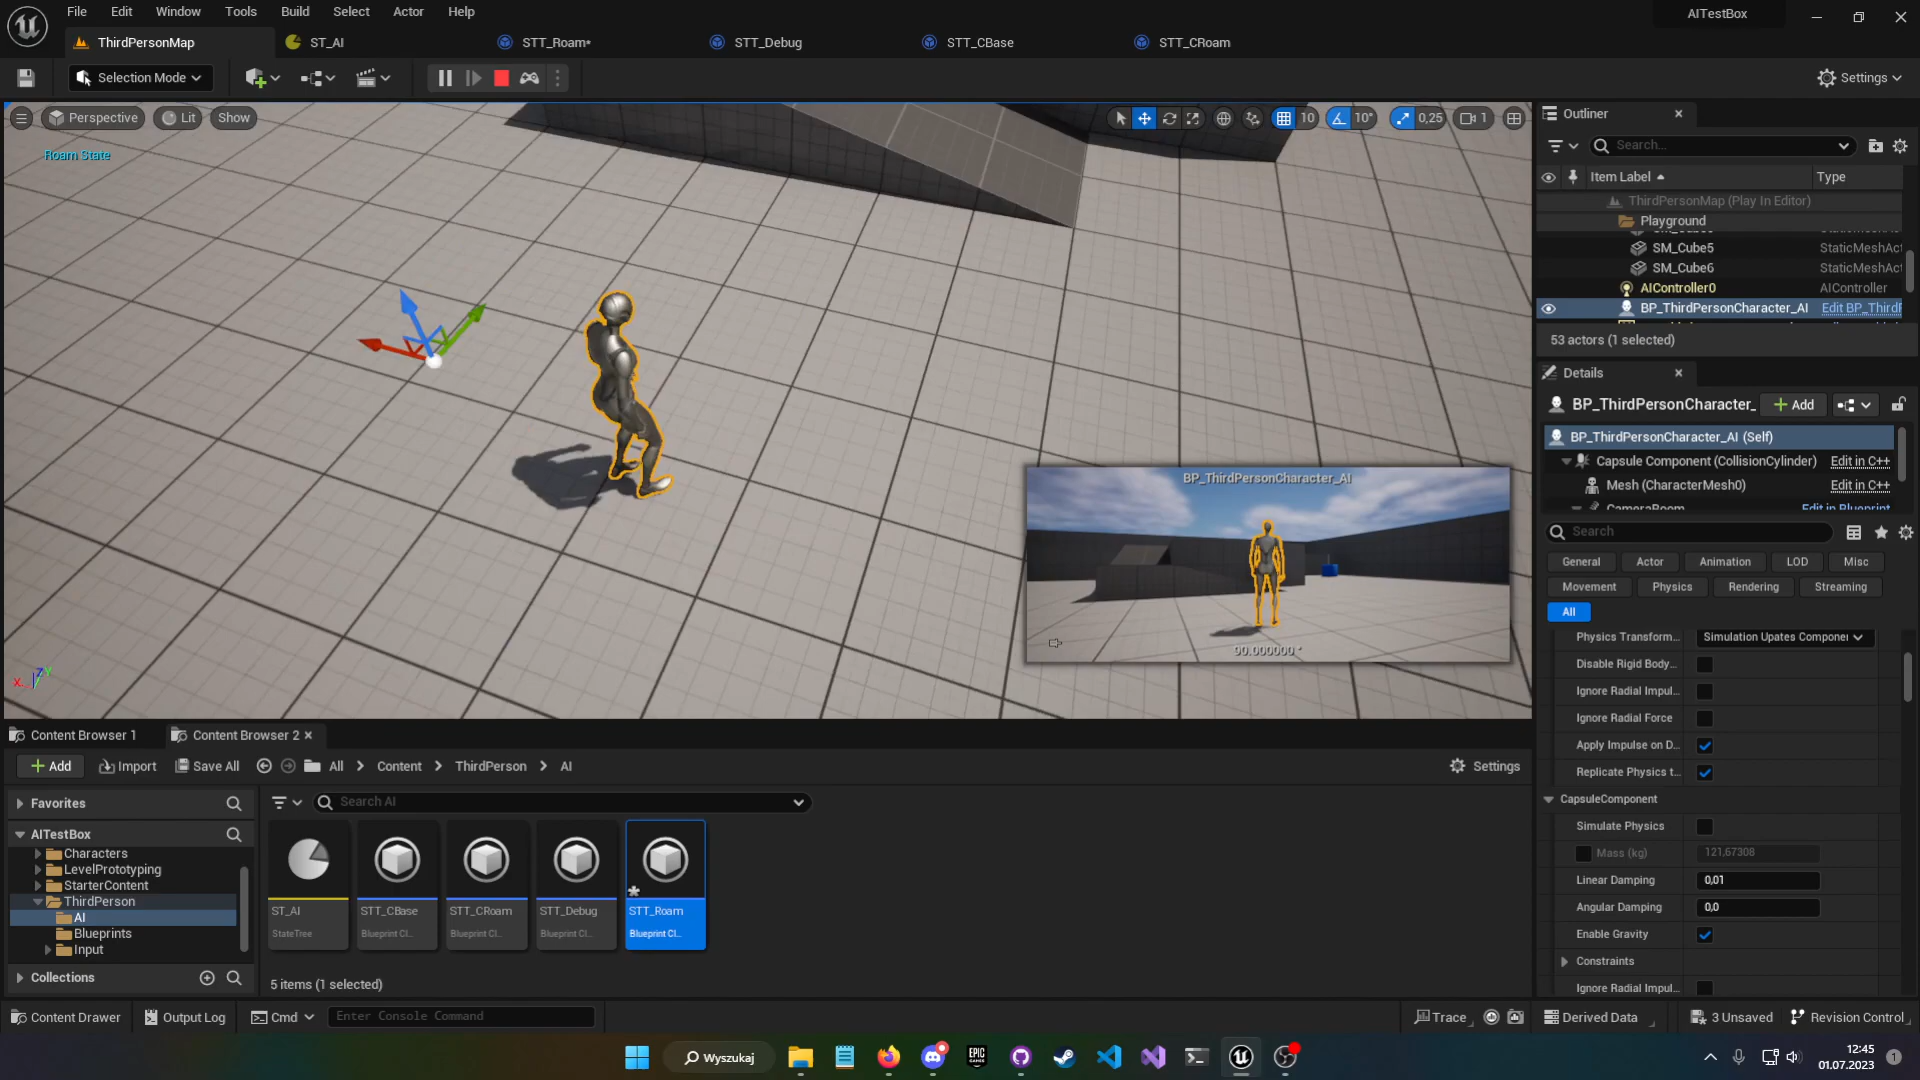 File Edit Window Tools Build Select Actor Help
AITestBox
ThirdPersonMap
ST_AI
STT_Roam*
STT_Debug
STT_CBase
STT_CRoam
Selection Mode
Settings
Perspective
Lit
Show
10
10°
0,25
1
Roam State
BP_ThirdPersonCharacter_AI
90.000000 °
Outliner
Search...
Item Label
Type
ThirdPersonMap (Play In Editor)
Playground
SM_Cube5 StaticMeshAct
SM_Cube6 StaticMeshAct
AIController0 AIController
BP_ThirdPersonCharacter_AI Edit BP_ThirdF
53 actors (1 selected)
Details
BP_ThirdPersonCharacter_
Add
BP_ThirdPersonCharacter_AI (Self)
Capsule Component (CollisionCylinder) Edit in C++
Mesh (CharacterMesh0) Edit in C++
CameraBoom Edit in Blueprint
Search
General Actor Animation LOD Misc
Movement Physics Rendering Streaming
All
Physics Transform... Simulation Upates Componer
Disable Rigid Body...
Ignore Radial Impul...
Ignore Radial Force
Apply Impulse on D...
Replicate Physics t...
CapsuleComponent
Simulate Physics
Mass (kg) 121,67308
Linear Damping 0,01
Angular Damping 0,0
Enable Gravity
Constraints
Ignore Radial Impul...
Content Browser 1
Content Browser 2
Add
Import
Save All
All
Content
ThirdPerson
AI
Settings
Favorites
Search AI
AITestBox
Characters
LevelPrototyping
StarterContent
ThirdPerson
AI
Blueprints
Input
Collections
ST_AI
StateTree
STT_CBase
Blueprint Cl...
STT_CRoam
Blueprint Cl...
STT_Debug
Blueprint Cl...
STT_Roam
Blueprint Cl...
5 items (1 selected)
Content Drawer
Output Log
Cmd
Enter Console Command
Trace
Derived Data
3 Unsaved
Revision Control
Wyszukaj
EPIC
GAMES
12:45
01.07.2023
1